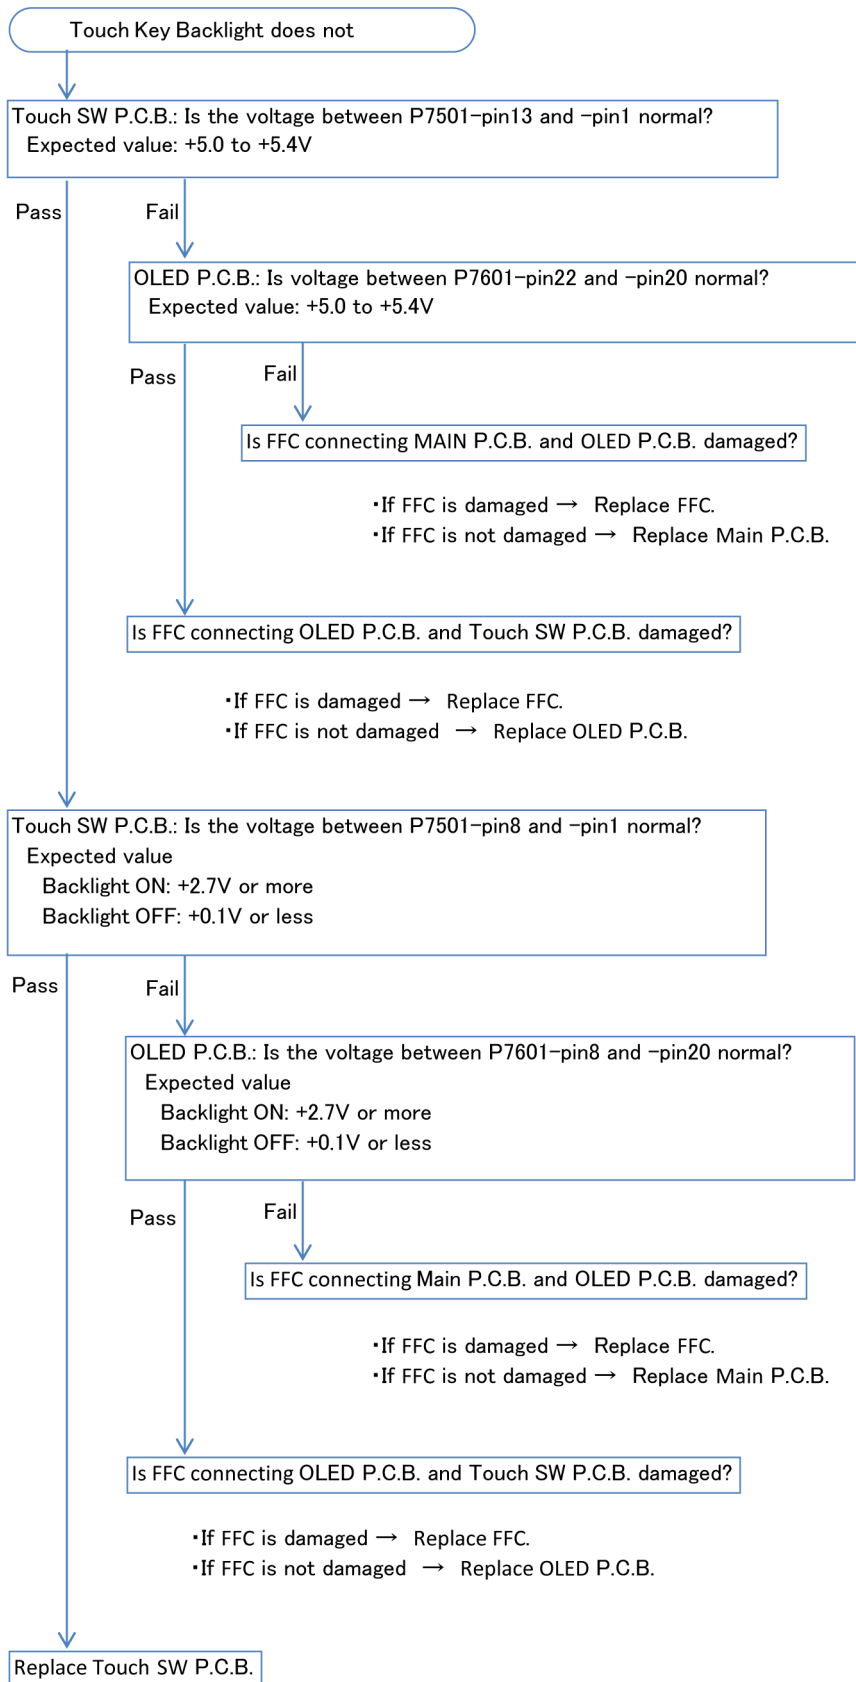 Touch Key Backlight does not
Touch SW P.C.B.: Is the voltage between P7501-pin13 and -pin1 normal?
Expected value: +5.0 to +5.4V
Pass
Fail
OLED P.C.B.: Is voltage between P7601-pin22 and -pin20 normal?
Expected value: +5.0 to +5.4V
Pass
Fail
Is FFC connecting MAIN P.C.B. and OLED P.C.B. damaged?
・If FFC is damaged → Replace FFC.
・If FFC is not damaged → Replace Main P.C.B.
Is FFC connecting OLED P.C.B. and Touch SW P.C.B. damaged?
・If FFC is damaged → Replace FFC.
・If FFC is not damaged → Replace OLED P.C.B.
Touch SW P.C.B.: Is the voltage between P7501-pin8 and -pin1 normal?
Expected value
Backlight ON: +2.7V or more
Backlight OFF: +0.1V or less
Pass
Fail
OLED P.C.B.: Is the voltage between P7601-pin8 and -pin20 normal?
Expected value
Backlight ON: +2.7V or more
Backlight OFF: +0.1V or less
Pass
Fail
Is FFC connecting Main P.C.B. and OLED P.C.B. damaged?
・If FFC is damaged → Replace FFC.
・If FFC is not damaged → Replace Main P.C.B.
Is FFC connecting OLED P.C.B. and Touch SW P.C.B. damaged?
・If FFC is damaged → Replace FFC.
・If FFC is not damaged → Replace OLED P.C.B.
Replace Touch SW P.C.B.